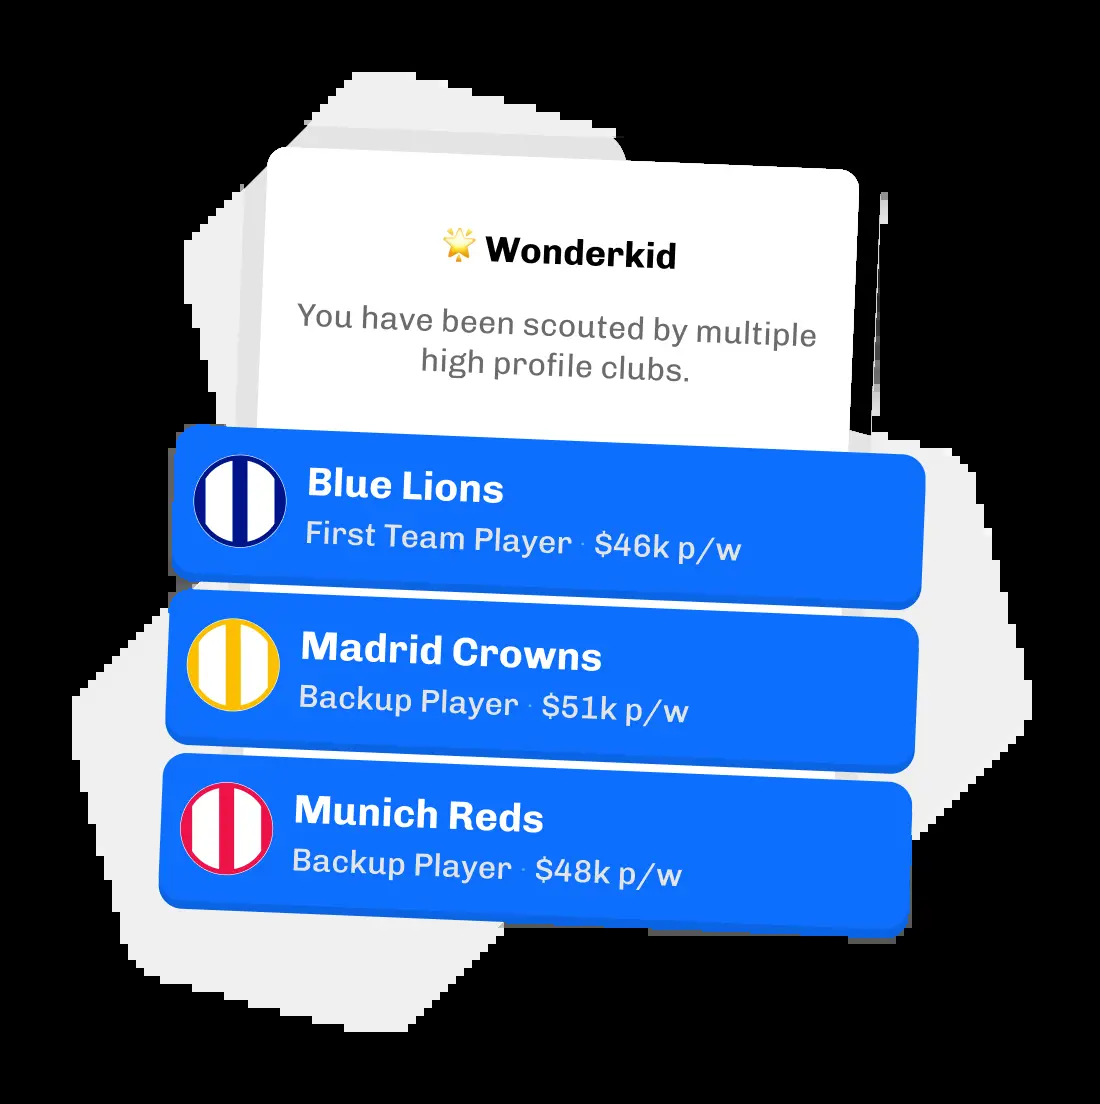 🌟 Wonderkid
You have been scouted by multiple
high profile clubs.
Blue Lions
First Team Player · $46k p/w
Madrid Crowns
Backup Player · $51k p/w
Munich Reds
Backup Player · $48k p/w